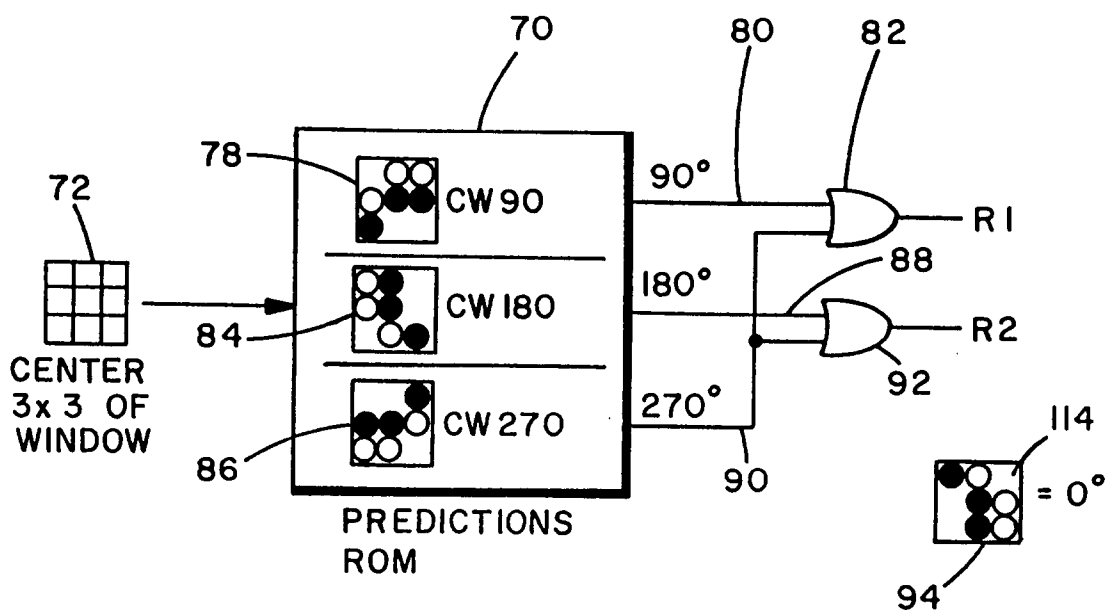 70
80
82
78
72
CW90
90°
R1
88
84
CW180
180°
R2
92
CENTER
3x3 OF
WINDOW
86
CW270
270°
90
114
= 0°
94
PREDICTIONS
ROM